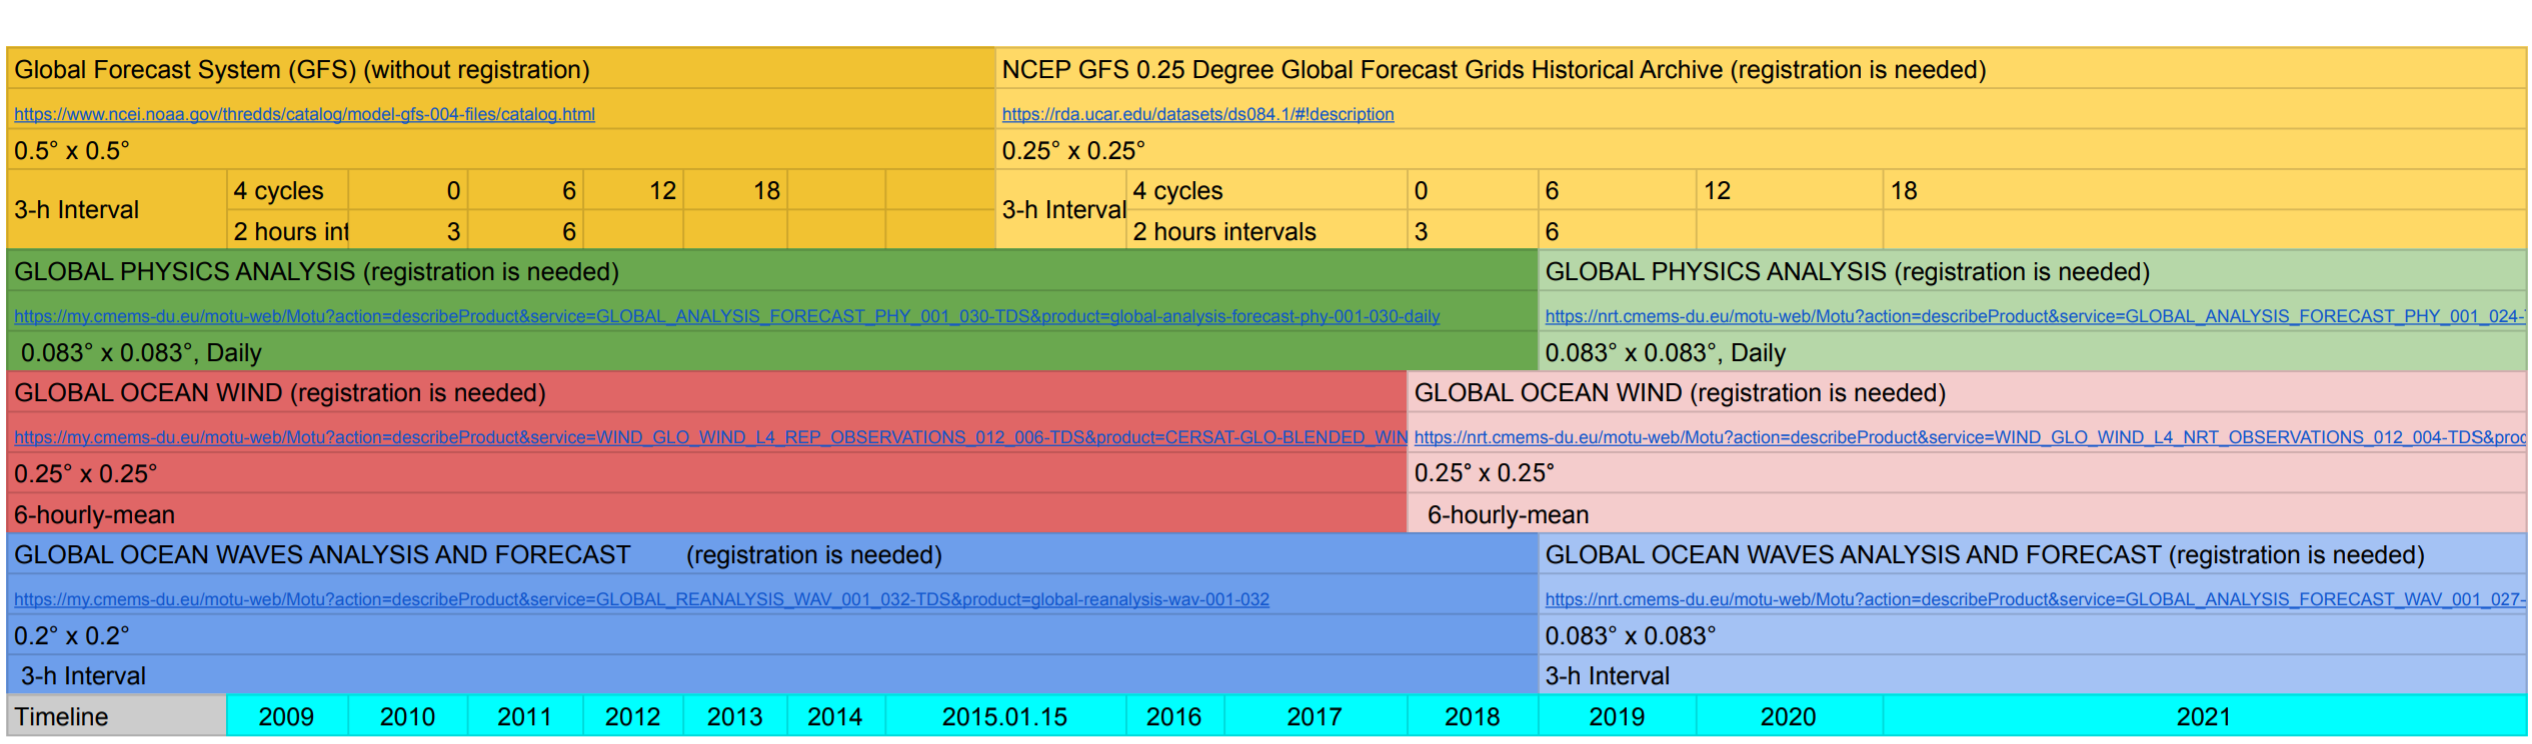 Global Forecast System (GFS) (without registration) NCEP GFS 0.25 Degree Global Forecast Grids Historical Archive (registration is needed)
https://www.ncei.noaa.gov/thredds/catalog/model-gfs-004-files/catalog.html https://rda.ucar.edu/datasets/ds084.1/#!description
0.5° x 0.5° 0.25° x 0.25°
3-h Interval 4 cycles 0 6 12 18 3-h Interval 4 cycles 0 6 12 18
2 hours int 3 6 2 hours intervals 3 6
GLOBAL PHYSICS ANALYSIS (registration is needed) GLOBAL PHYSICS ANALYSIS (registration is needed)
https://my.cmems-du.eu/motu-web/Motu?action=describeProduct&service=GLOBAL_ANALYSIS_FORECAST_PHY_001_030-TDS&product=global-analysis-forecast-phy-001-030-daily https://nrt.cmems-du.eu/motu-web/Motu?action=describeProduct&service=GLOBAL_ANALYSIS_FORECAST_PHY_001_024-
0.083° x 0.083°, Daily 0.083° x 0.083°, Daily
GLOBAL OCEAN WIND (registration is needed) GLOBAL OCEAN WIND (registration is needed)
https://my.cmems-du.eu/motu-web/Motu?action=describeProduct&service=WIND_GLO_WIND_L4_REP_OBSERVATIONS_012_006-TDS&product=CERSAT-GLO-BLENDED_WIN https://nrt.cmems-du.eu/motu-web/Motu?action=describeProduct&service=WIND_GLO_WIND_L4_NRT_OBSERVATIONS_012_004-TDS&prod
0.25° x 0.25° 0.25° x 0.25°
6-hourly-mean 6-hourly-mean
GLOBAL OCEAN WAVES ANALYSIS AND FORECAST (registration is needed) GLOBAL OCEAN WAVES ANALYSIS AND FORECAST (registration is needed)
https://my.cmems-du.eu/motu-web/Motu?action=describeProduct&service=GLOBAL_REANALYSIS_WAV_001_032-TDS&product=global-reanalysis-wav-001-032 https://nrt.cmems-du.eu/motu-web/Motu?action=describeProduct&service=GLOBAL_ANALYSIS_FORECAST_WAV_001_027-
0.2° x 0.2° 0.083° x 0.083°
3-h Interval 3-h Interval
Timeline 2009 2010 2011 2012 2013 2014 2015.01.15 2016 2017 2018 2019 2020 2021